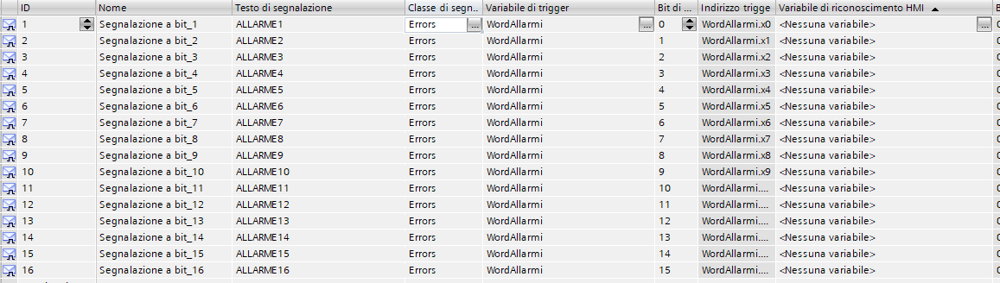 ID Nome Testo di segnalazione Classe di segn.. Variabile di trigger Bit di ... Indirizzo trigge Variabile di riconoscimento HMI
1 Segnalazione a bit_1 ALLARME1 Errors ... WordAllarmi ... 0 WordAllarmi.x0 <Nessuna variabile> ...
2 Segnalazione a bit_2 ALLARME2 Errors WordAllarmi 1 WordAllarmi.x1 <Nessuna variabile>
3 Segnalazione a bit_3 ALLARME3 Errors WordAllarmi 2 WordAllarmi.x2 <Nessuna variabile>
4 Segnalazione a bit_4 ALLARME4 Errors WordAllarmi 3 WordAllarmi.x3 <Nessuna variabile>
5 Segnalazione a bit_5 ALLARME5 Errors WordAllarmi 4 WordAllarmi.x4 <Nessuna variabile>
6 Segnalazione a bit_6 ALLARME6 Errors WordAllarmi 5 WordAllarmi.x5 <Nessuna variabile>
7 Segnalazione a bit_7 ALLARME7 Errors WordAllarmi 6 WordAllarmi.x6 <Nessuna variabile>
8 Segnalazione a bit_8 ALLARME8 Errors WordAllarmi 7 WordAllarmi.x7 <Nessuna variabile>
9 Segnalazione a bit_9 ALLARME9 Errors WordAllarmi 8 WordAllarmi.x8 <Nessuna variabile>
10 Segnalazione a bit_10 ALLARME10 Errors WordAllarmi 9 WordAllarmi.x9 <Nessuna variabile>
11 Segnalazione a bit_11 ALLARME11 Errors WordAllarmi 10 WordAllarmi.... <Nessuna variabile>
12 Segnalazione a bit_12 ALLARME12 Errors WordAllarmi 11 WordAllarmi.... <Nessuna variabile>
13 Segnalazione a bit_13 ALLARME13 Errors WordAllarmi 12 WordAllarmi.... <Nessuna variabile>
14 Segnalazione a bit_14 ALLARME14 Errors WordAllarmi 13 WordAllarmi.... <Nessuna variabile>
15 Segnalazione a bit_15 ALLARME15 Errors WordAllarmi 14 WordAllarmi.... <Nessuna variabile>
16 Segnalazione a bit_16 ALLARME16 Errors WordAllarmi 15 WordAllarmi.... <Nessuna variabile>